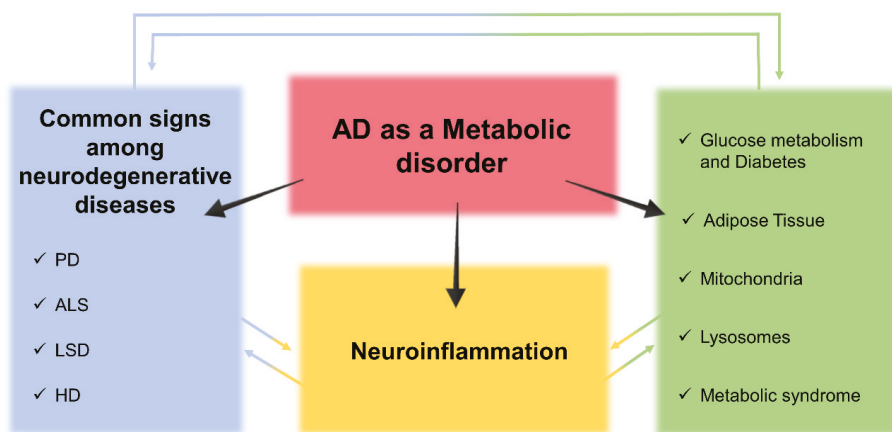 Common signs
among
neurodegenerative
diseases
✓ PD
✓ ALS
✓ LSD
✓ HD
AD as a Metabolic
disorder
Neuroinflammation
✓ Glucose metabolism
and Diabetes
✓ Adipose Tissue
✓ Mitochondria
✓ Lysosomes
✓ Metabolic syndrome